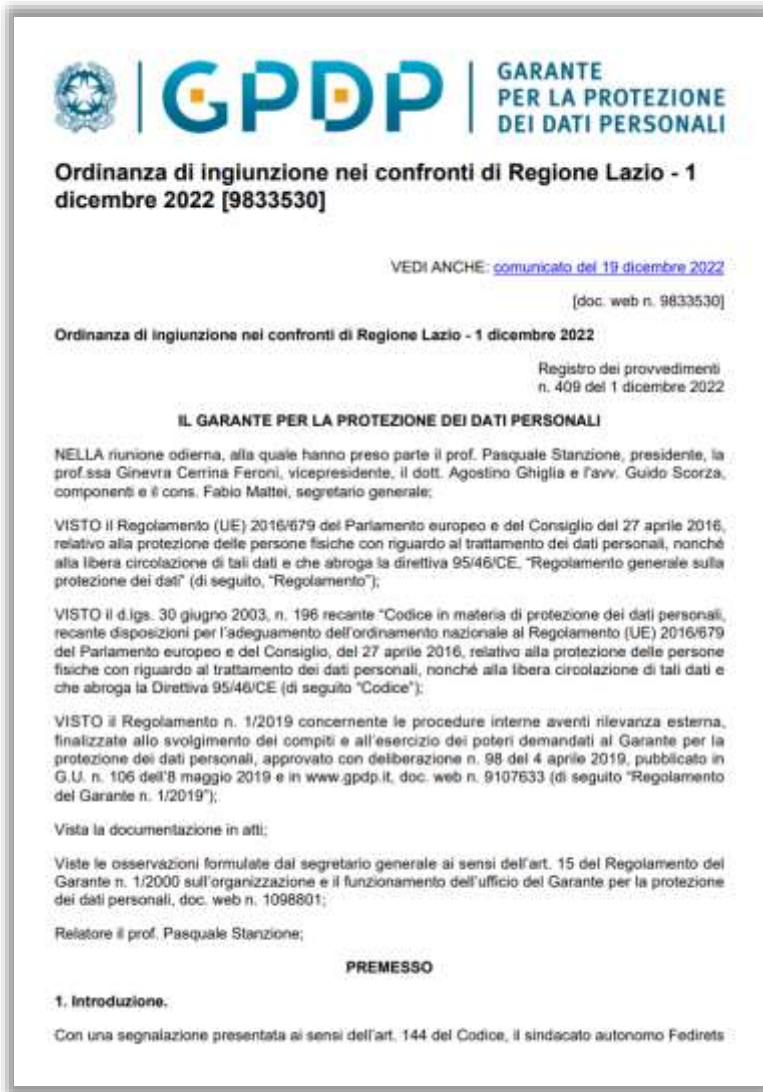 GPDP
GARANTE
PER LA PROTEZIONE
DEI DATI PERSONALI
Ordinanza di ingiunzione nei confronti di Regione Lazio - 1
dicembre 2022 [9833530]
VEDI ANCHE: comunicato del 19 dicembre 2022
[doc. web n. 9833530]
Ordinanza di ingiunzione nei confronti di Regione Lazio - 1 dicembre 2022
Registro dei provvedimenti
n. 409 del 1 dicembre 2022
IL GARANTE PER LA PROTEZIONE DEI DATI PERSONALI
NELLA riunione odierna, alla quale hanno preso parte il prof. Pasquale Stanzione, presidente, la
prof.ssa Ginevra Cerrina Feroni, vicepresidente, il dott. Agostino Ghiglia e l'avv. Guido Scorza,
componenti e il cons. Fabio Mattei, segretario generale;
VISTO il Regolamento (UE) 2016/679 del Parlamento europeo e del Consiglio del 27 aprile 2016,
relativo alla protezione delle persone fisiche con riguardo al trattamento dei dati personali, nonché
alla libera circolazione di tali dati e che abroga la direttiva 95/46/CE, "Regolamento generale sulla
protezione dei dati" (di seguito, "Regolamento");
VISTO il d.lgs. 30 giugno 2003, n. 196 recante "Codice in materia di protezione dei dati personali,
recante disposizioni per l'adeguamento dell'ordinamento nazionale al Regolamento (UE) 2016/679
del Parlamento europeo e del Consiglio, del 27 aprile 2016, relativo alla protezione delle persone
fisiche con riguardo al trattamento dei dati personali, nonché alla libera circolazione di tali dati e
che abroga la Direttiva 95/46/CE (di seguito "Codice");
VISTO il Regolamento n. 1/2019 concernente le procedure interne aventi rilevanza esterna,
finalizzate allo svolgimento dei compiti e all'esercizio dei poteri demandati al Garante per la
protezione dei dati personali, approvato con deliberazione n. 98 del 4 aprile 2019, pubblicato in
G.U. n. 106 dell'8 maggio 2019 e in www.gpdp.it, doc. web n. 9107633 (di seguito "Regolamento
del Garante n. 1/2019");
Vista la documentazione in atti;
Viste le osservazioni formulate dal segretario generale ai sensi dell'art. 15 del Regolamento del
Garante n. 1/2000 sull'organizzazione e il funzionamento dell'ufficio del Garante per la protezione
dei dati personali, doc. web n. 1098801;
Relatore il prof. Pasquale Stanzione;
PREMESSO
1. Introduzione.
Con una segnalazione presentata ai sensi dell'art. 144 del Codice, il sindacato autonomo Fedirets